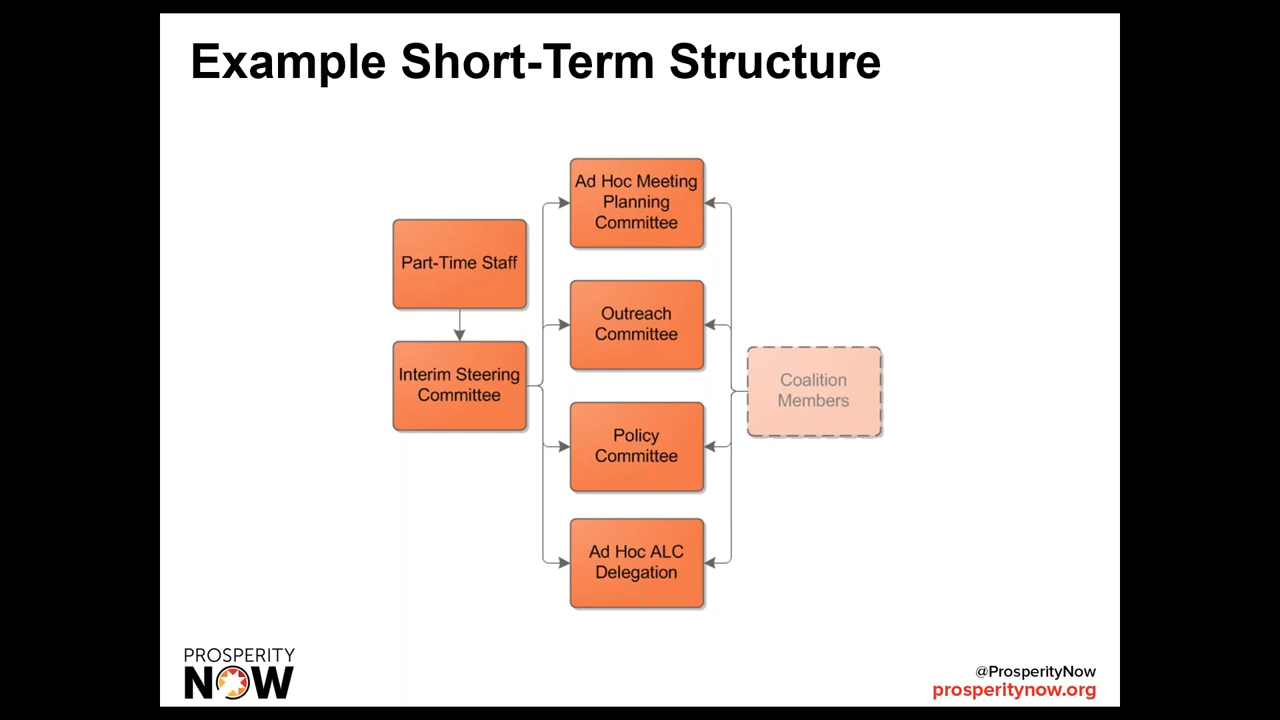 Example Short-Term Structure
Ad Hoc Meeting
Planning
Committee
Part-Time Staff
Outreach
Committee
Interim Steering
Committee
Coalition
Members
Policy
Committee
Ad Hoc ALC
Delegation
PROSPERITY
NOW
@ProsperityNow
prosperitynow.org